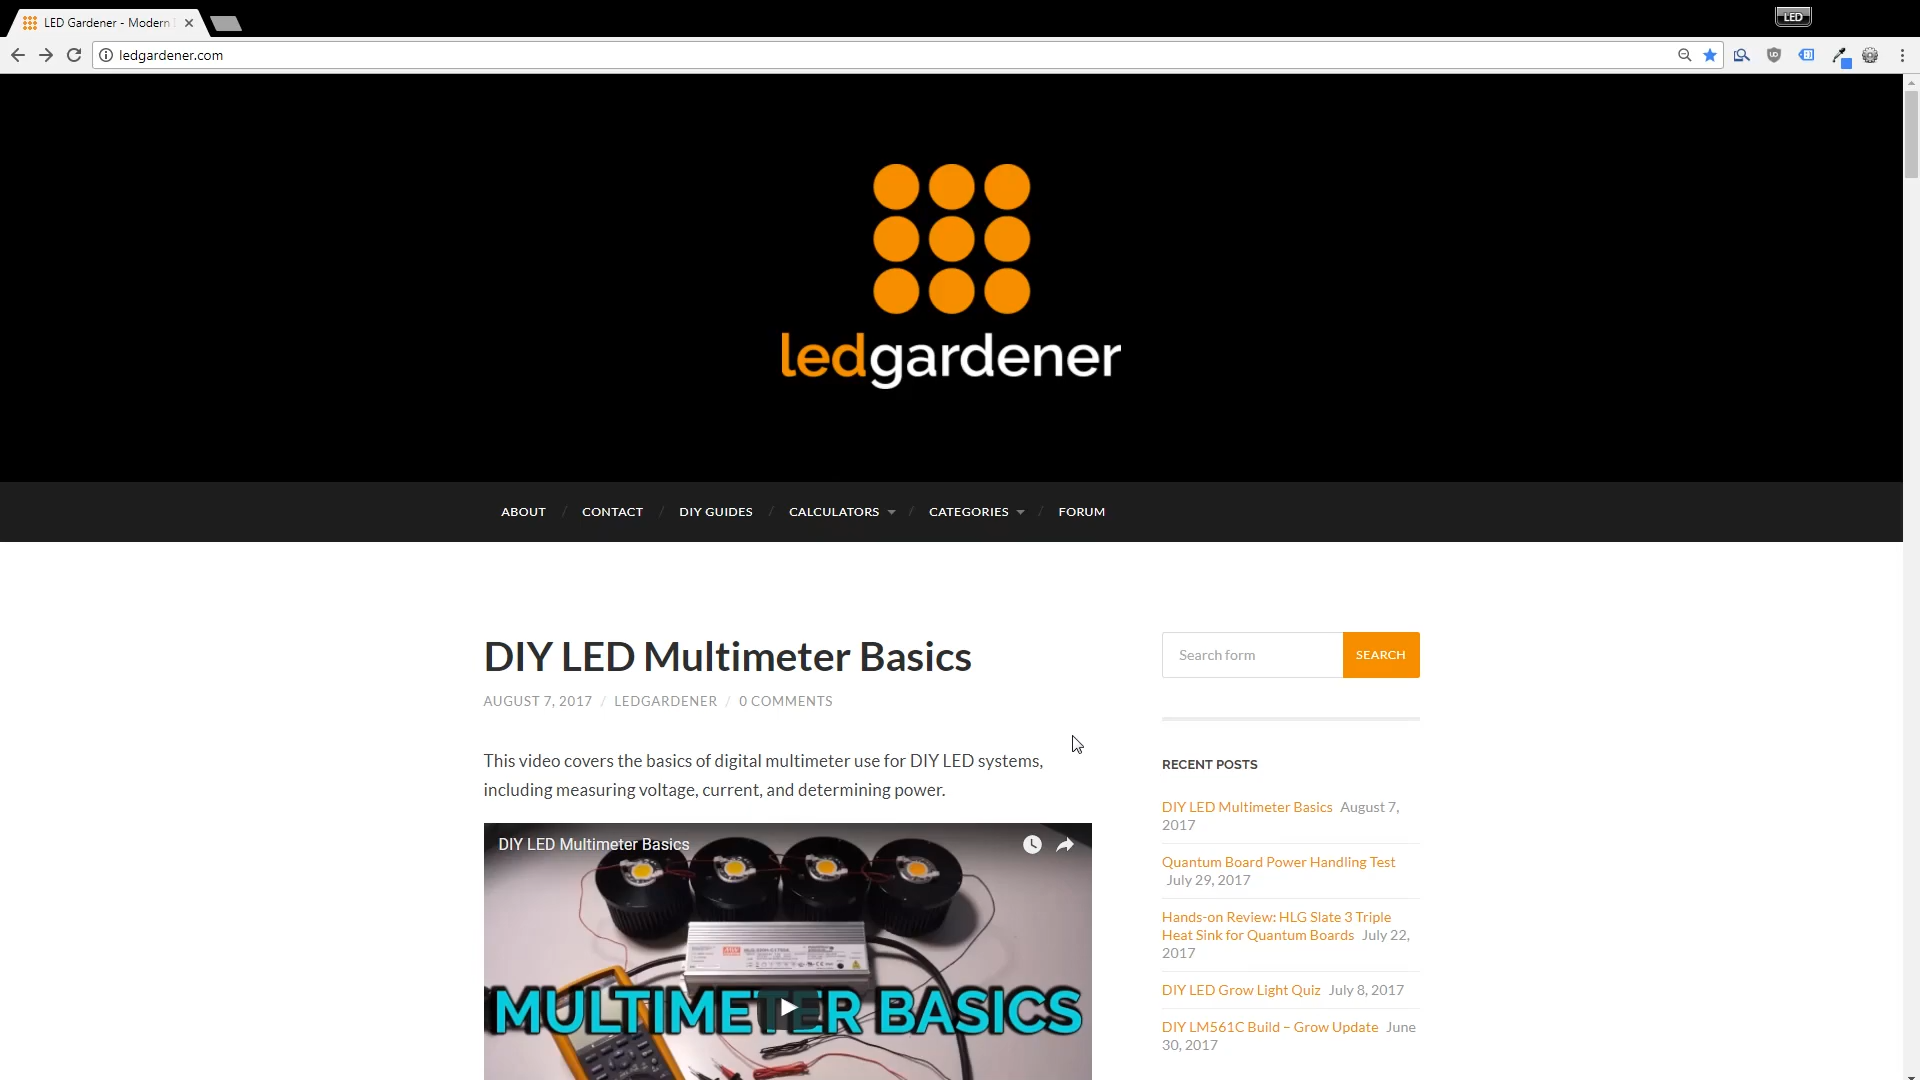 LED Gardener - Modern
LED
ledgardener.com
ledgardener
ABOUT / CONTACT / DIY GUIDES / CALCULATORS / CATEGORIES / FORUM
DIY LED Multimeter Basics
AUGUST 7, 2017 / LEDGARDENER / 0 COMMENTS
This video covers the basics of digital multimeter use for DIY LED systems,
including measuring voltage, current, and determining power.
DIY LED Multimeter Basics
MULTIMETER BASICS
Search form
SEARCH
RECENT POSTS
DIY LED Multimeter Basics August 7,
2017
Quantum Board Power Handling Test
July 29, 2017
Hands-on Review: HLG Slate 3 Triple
Heat Sink for Quantum Boards July 22,
2017
DIY LED Grow Light Quiz July 8, 2017
DIY LM561C Build – Grow Update June
30, 2017